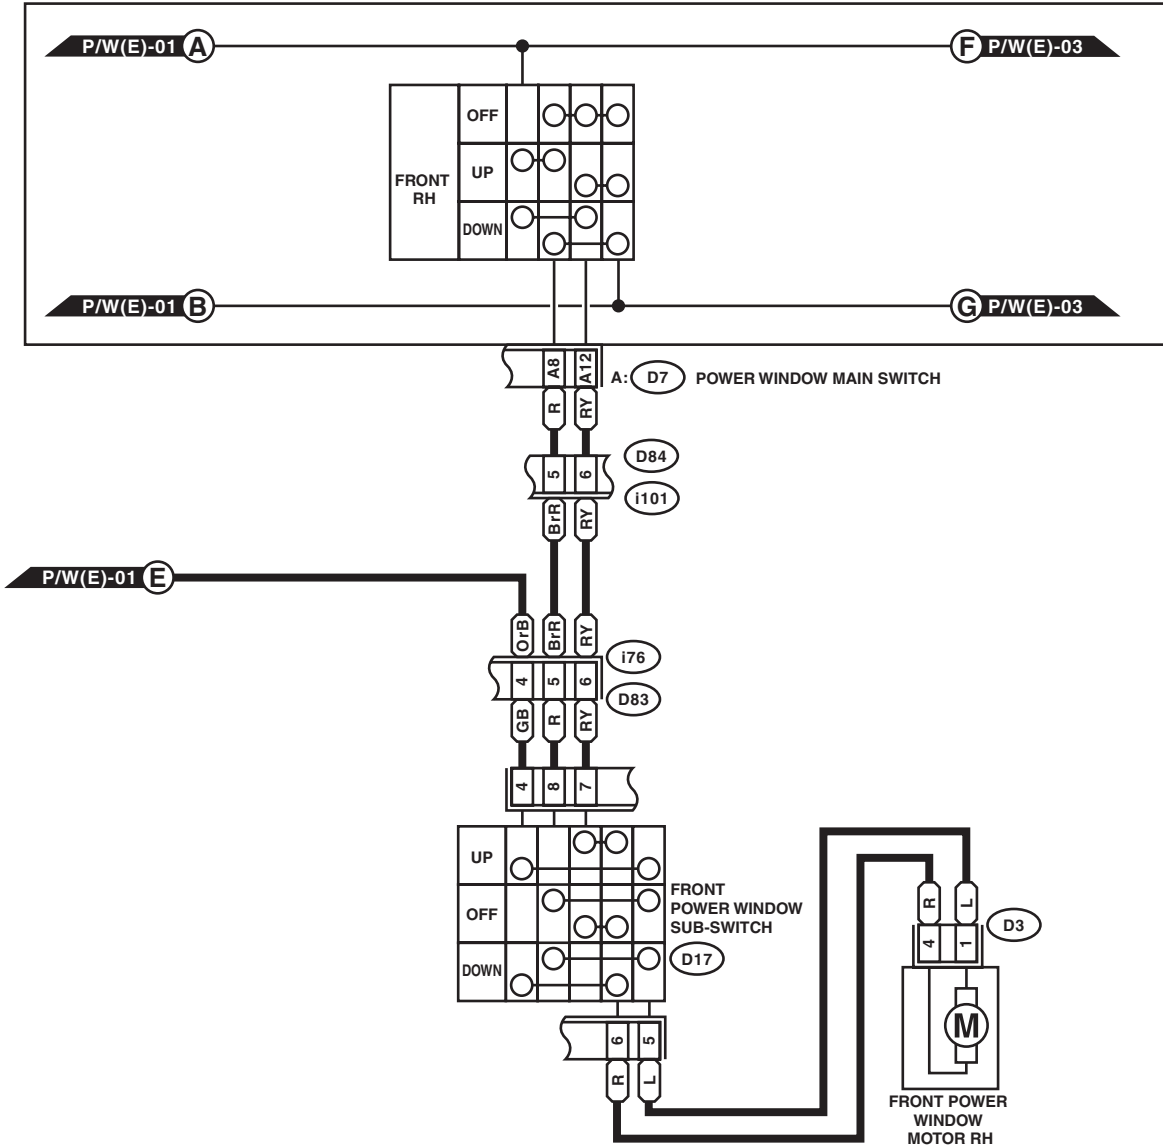 P/W(E)-01 A
F P/W(E)-03
FRONT
RH
OFF
UP
DOWN
P/W(E)-01 B
G P/W(E)-03
A8 A12
A: D7 POWER WINDOW MAIN SWITCH
R RY
5 6
D84
i101
BrR RY
P/W(E)-01 E
OrB BrR RY
i76
4 5 6
D83
GB R RY
4 8 7
UP
OFF
DOWN
FRONT
POWER WINDOW
SUB-SWITCH
D17
6 5
R L
R L
4 1
D3
M
FRONT POWER
WINDOW
MOTOR RH